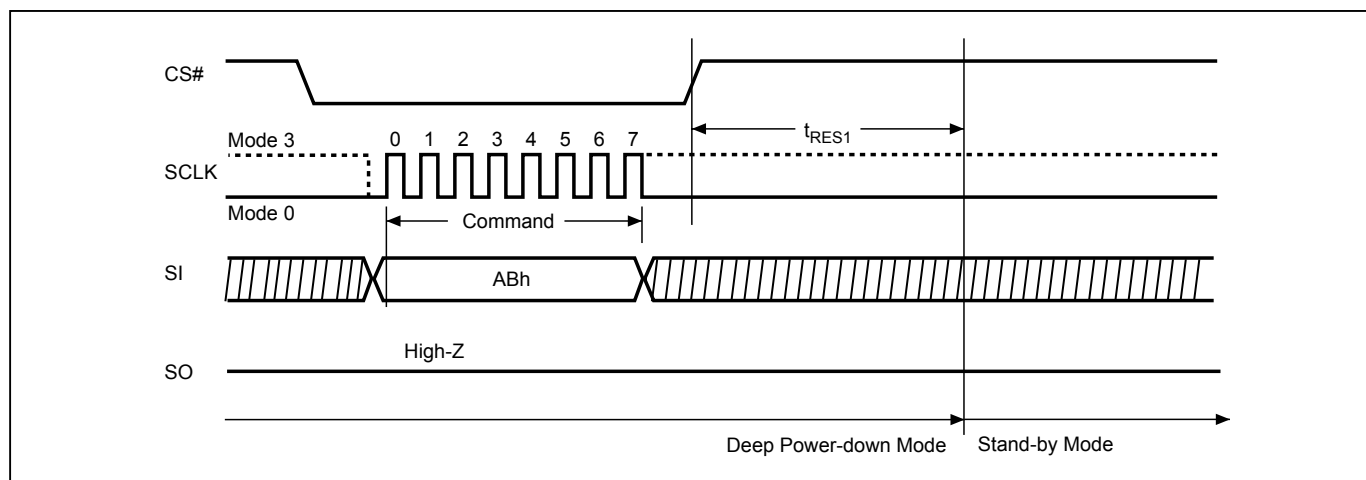 CS#
tRES1
Mode 3
0 1 2 3 4 5 6 7
SCLK
Mode 0
Command
SI
ABh
High-Z
SO
Deep Power-down Mode
Stand-by Mode